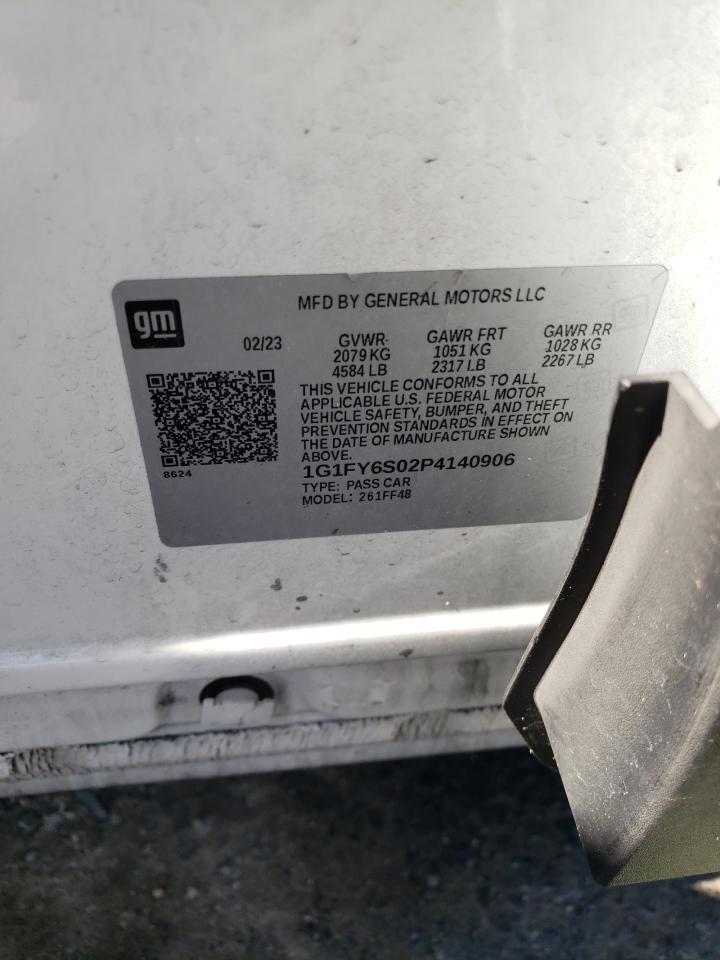 gm
MFD BY GENERAL MOTORS LLC
02/23
GVWR
2079 KG
4584 LB
GAWR FRT
1051 KG
2317 LB
GAWR RR
1028 KG
2267 LB
THIS VEHICLE CONFORMS TO ALL
APPLICABLE U.S. FEDERAL MOTOR
VEHICLE SAFETY, BUMPER, AND THEFT
PREVENTION STANDARDS IN EFFECT ON
THE DATE OF MANUFACTURE SHOWN
ABOVE.
8624
1G1FY6S02P4140906
TYPE: PASS CAR
MODEL: 261FF48